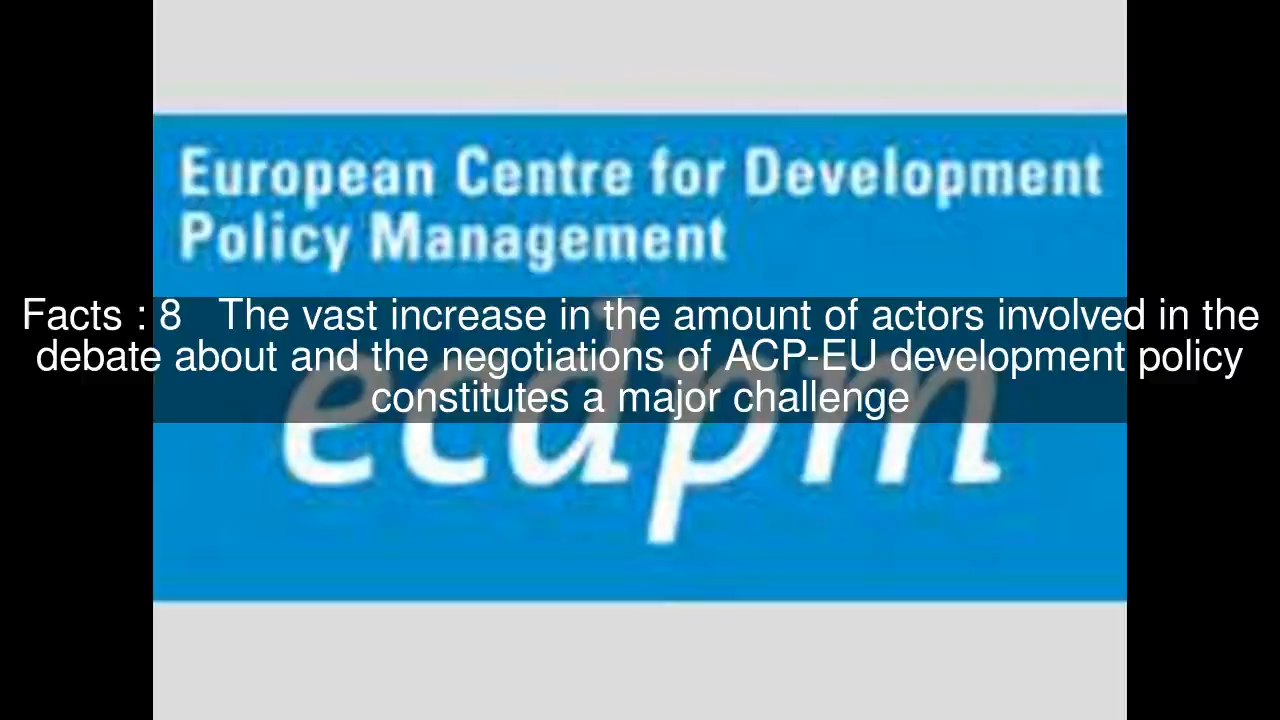 European Centre for Development
Policy Management
Facts : 8 The vast increase in the amount of actors involved in the
debate about and the negotiations of ACP-EU development policy
constitutes a major challenge
ecdpm